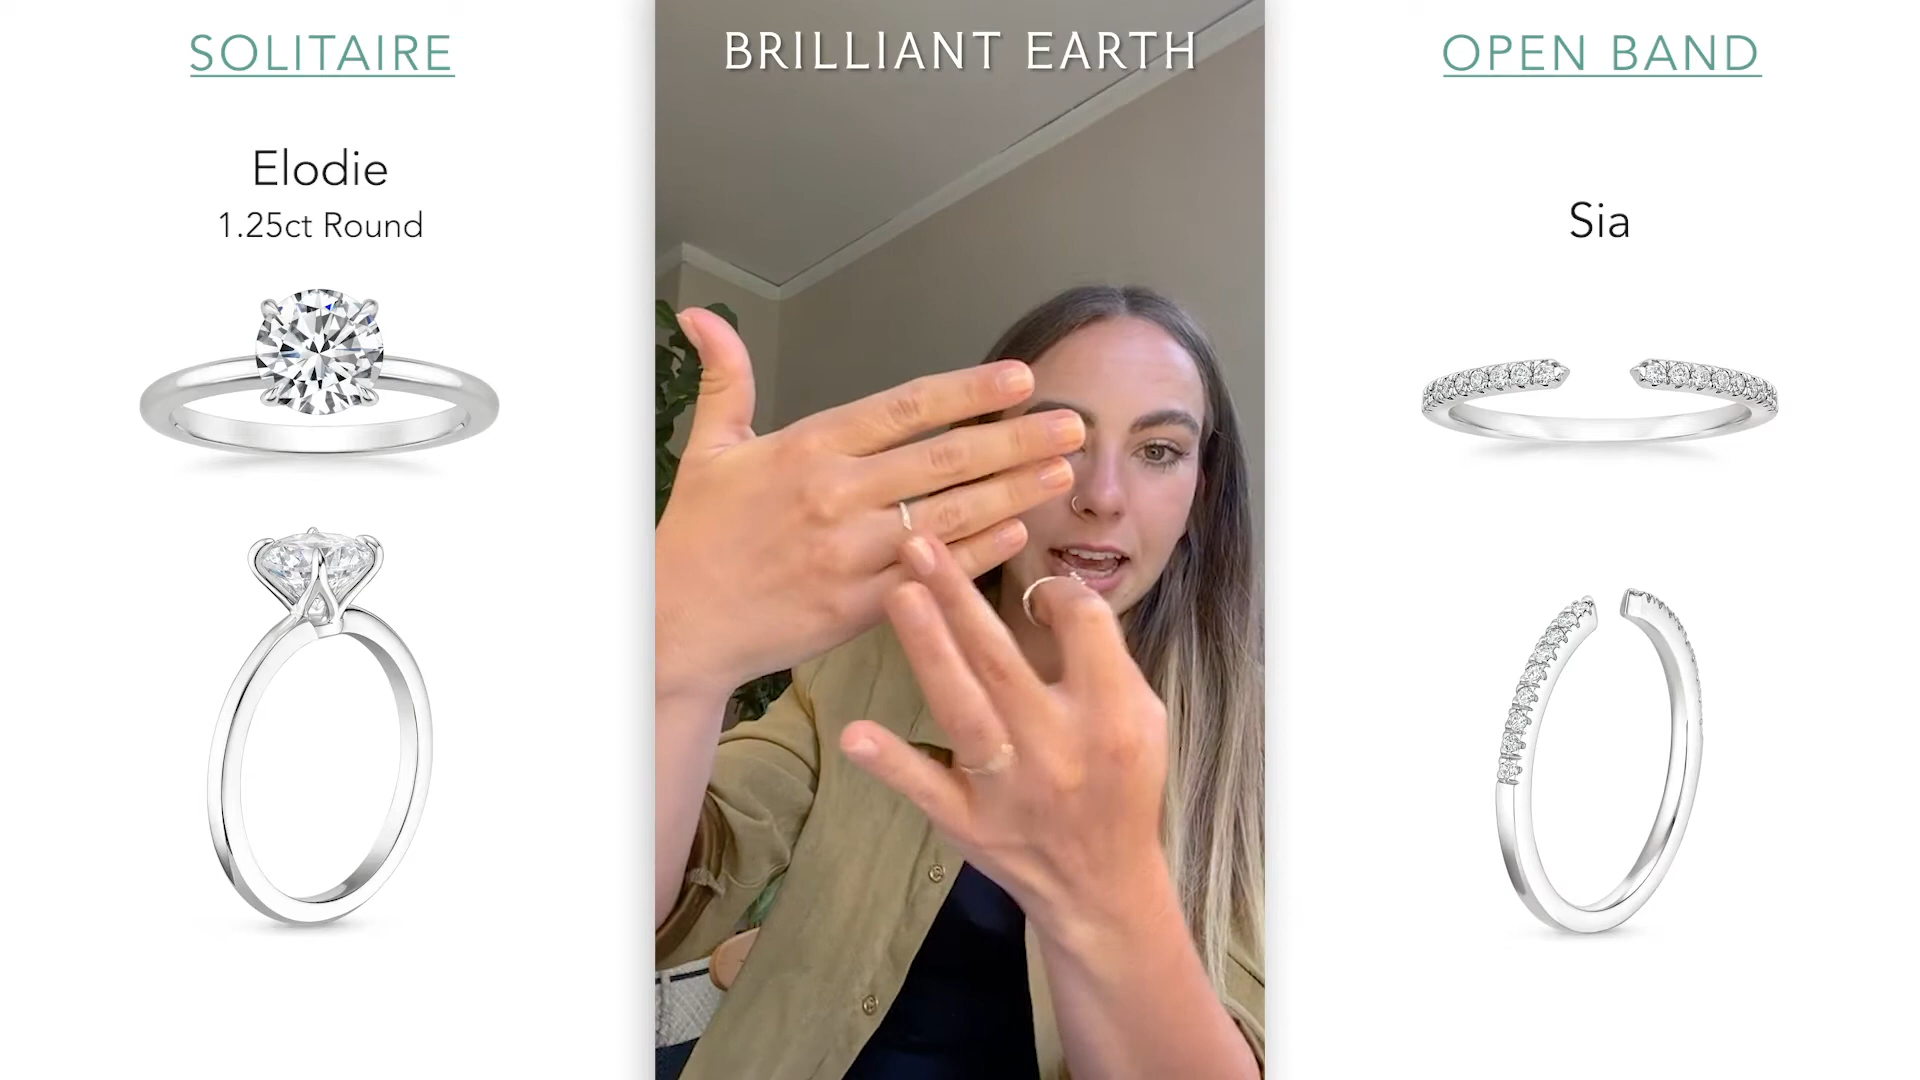 SOLITAIRE
Elodie
1.25ct Round
BRILLIANT EARTH
OPEN BAND
Sia